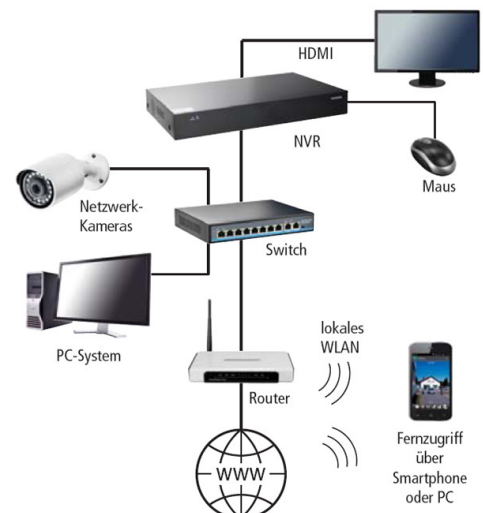 HDMI
NVR
Maus
Netzwerk-
Kameras
Switch
PC-System
lokales
WLAN
Router
WWW
Fernzugriff
über
Smartphone
oder PC